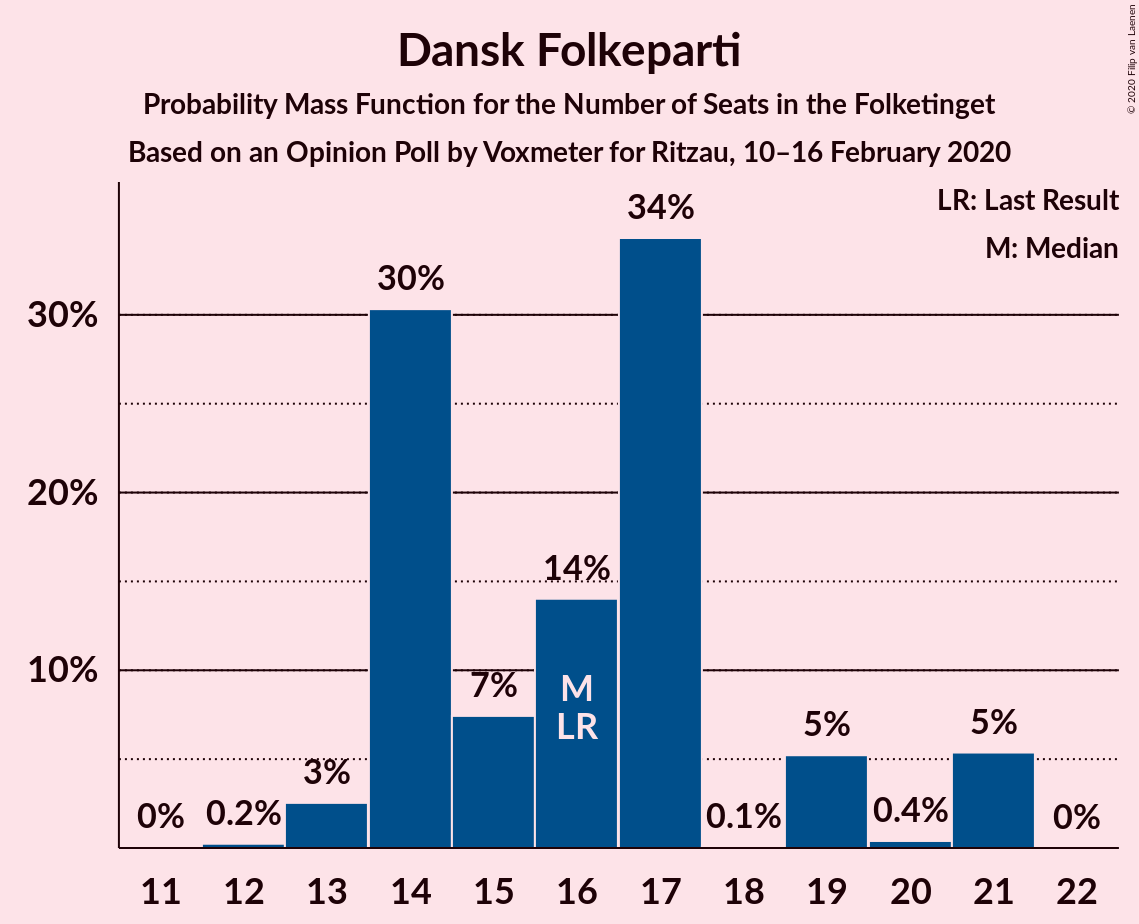 Dansk Folkeparti
Probability Mass Function for the Number of Seats in the Folketinget
Based on an Opinion Poll by Voxmeter for Ritzau, 10–16 February 2020
© 2020 Filip van Laenen
LR: Last Result
M: Median
30%
20%
10%
0%
0.2%
3%
30%
7%
14%
M
LR
34%
0.1%
5%
0.4%
5%
0%
11 12 13 14 15 16 17 18 19 20 21 22